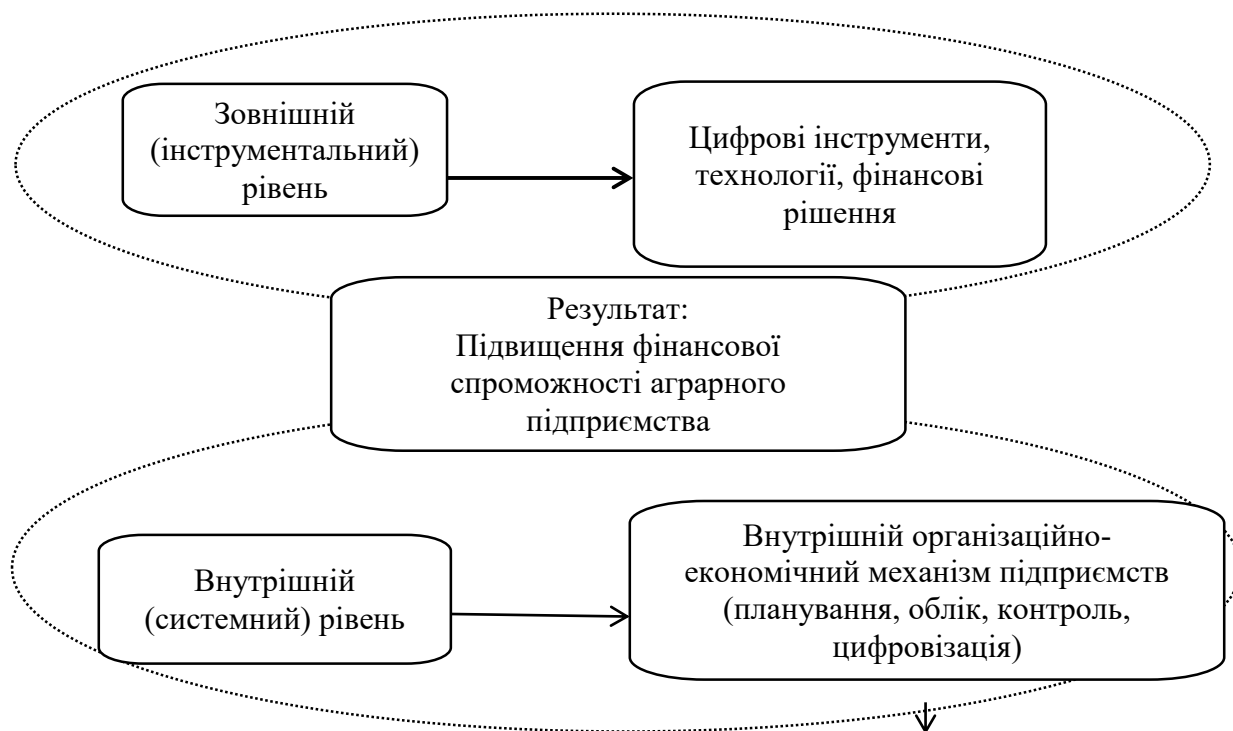 Зовнішній
(інструментальний)
рівень
Цифрові інструменти,
технології, фінансові
рішення
Результат:
Підвищення фінансової
спроможності аграрного
підприємства
Внутрішній
(системний) рівень
Внутрішній організаційно-
економічний механізм підприємств
(планування, облік, контроль,
цифровізація)